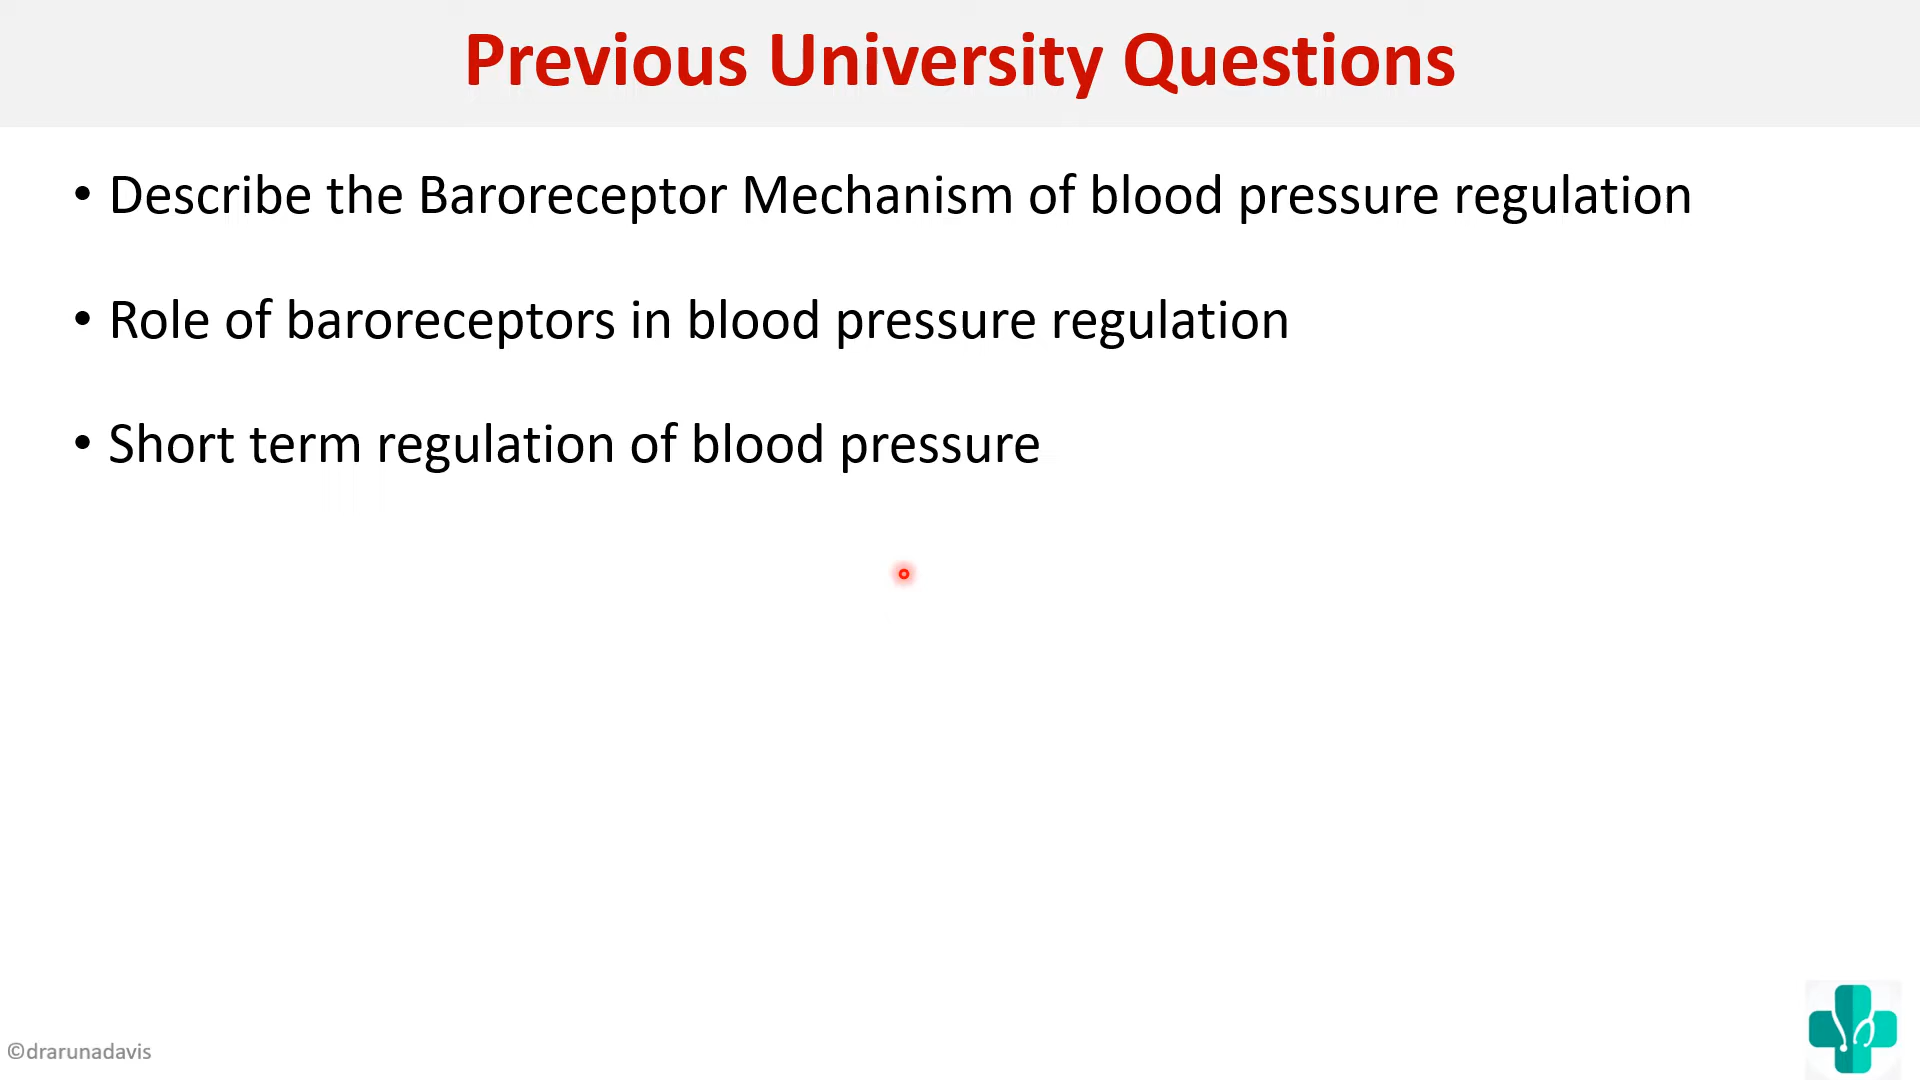 Previous University Questions
• Describe the Baroreceptor Mechanism of blood pressure regulation
• Role of baroreceptors in blood pressure regulation
• Short term regulation of blood pressure
©drarunadavis